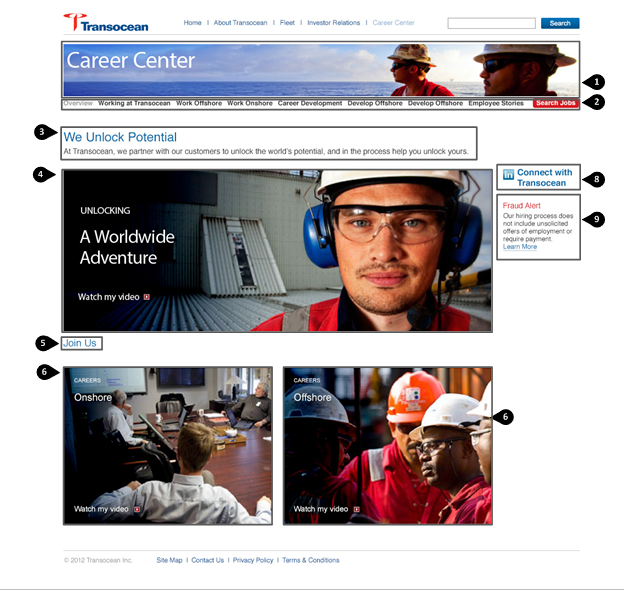 Transocean
Home | About Transocean | Fleet | Investor Relations | Career Center
Search
Career Center
1
Overview Working at Transocean Work Offshore Work Onshore Career Development Develop Offshore Develop Offshore Employee Stories Search Jobs
2
3
We Unlock Potential
At Transocean, we partner with our customers to unlock the world's potential, and in the process help you unlock yours.
4
UNLOCKING
A Worldwide
Adventure
Watch my video
in Connect with
Transocean
8
Fraud Alert
Our hiring process does
not include unsolicited
offers of employment or
require payment.
Learn More
9
5
Join Us
6
CAREERS
Onshore
Watch my video
CAREERS
Offshore
Watch my video
6
© 2012 Transocean Inc.
Site Map | Contact Us | Privacy Policy | Terms & Conditions